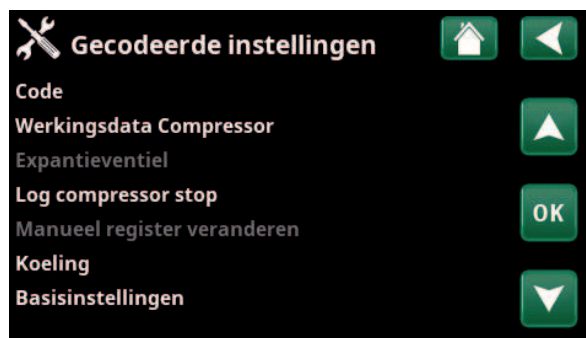 Gecodeerde instellingen
Code
Werkingsdata Compressor
Expantieventiel
Log compressor stop
OK
Manueel register veranderen
Koeling
Basisinstellingen